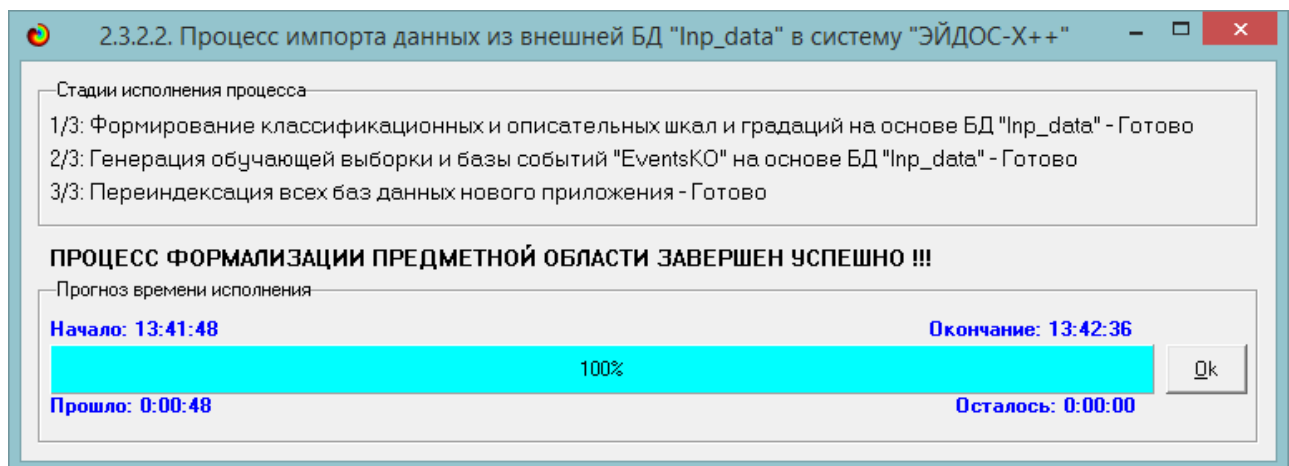 2.3.2.2. Процесс импорта данных из внешней БД "Inp_data" в систему "ЭЙДОС-X++"
Стадии исполнения процесса
1/3: Формирование классификационных и описательных шкал и градаций на основе БД "Inp_data" - Готово
2/3: Генерация обучающей выборки и базы событий "EventsKO" на основе БД "Inp_data" - Готово
3/3: Переиндексация всех баз данных нового приложения - Готово
ПРОЦЕСС ФОРМАЛИЗАЦИИ ПРЕДМЕТНОЙ ОБЛАСТИ ЗАВЕРШЕН УСПЕШНО !!!
Прогноз времени исполнения
Начало: 13:41:48 Окончание: 13:42:36
100% Ok
Прошло: 0:00:48 Осталось: 0:00:00